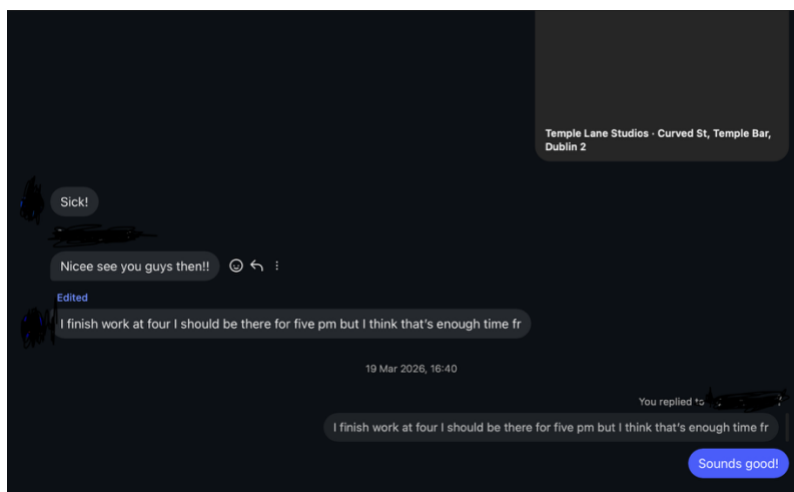 Temple Lane Studios · Curved St, Temple Bar,
Dublin 2
Sick!
Nicee see you guys then!!
Edited
I finish work at four I should be there for five pm but I think that's enough time fr
19 Mar 2026, 16:40
You replied to
I finish work at four I should be there for five pm but I think that's enough time fr
Sounds good!